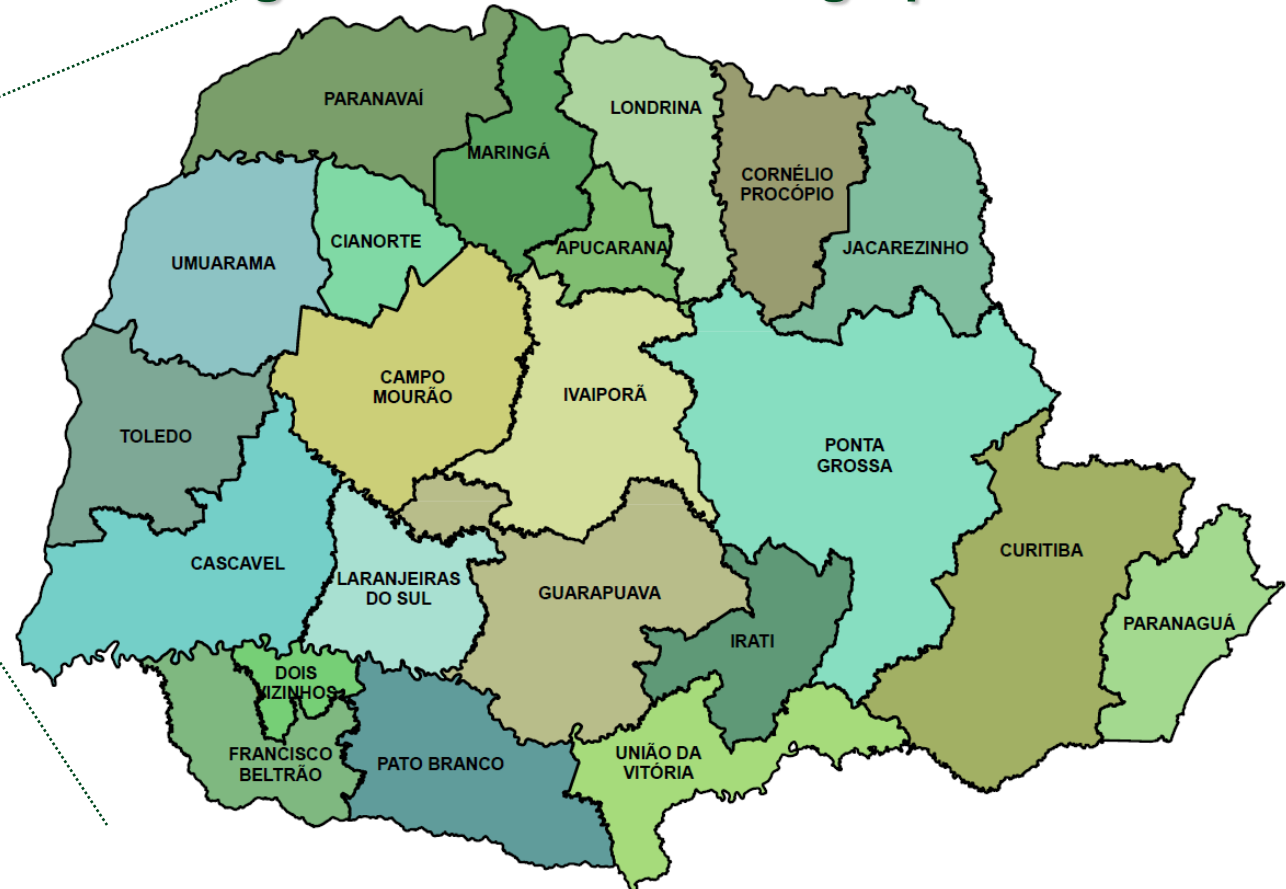 PARANAVAÍ
LONDRINA
MARINGÁ
CORNÉLIO
PROCÓPIO
CIANORTE
APUCARANA
JACAREZINHO
UMUARAMA
CAMPO
MOURÃO
IVAIPORÃ
TOLEDO
PONTA
GROSSA
CURITIBA
CASCAVEL
LARANJEIRAS
DO SUL
GUARAPUAVA
PARANAGUÁ
IRATI
DOIS
VIZINHOS
FRANCISCO
BELTRÃO
PATO BRANCO
UNIÃO DA
VITÓRIA